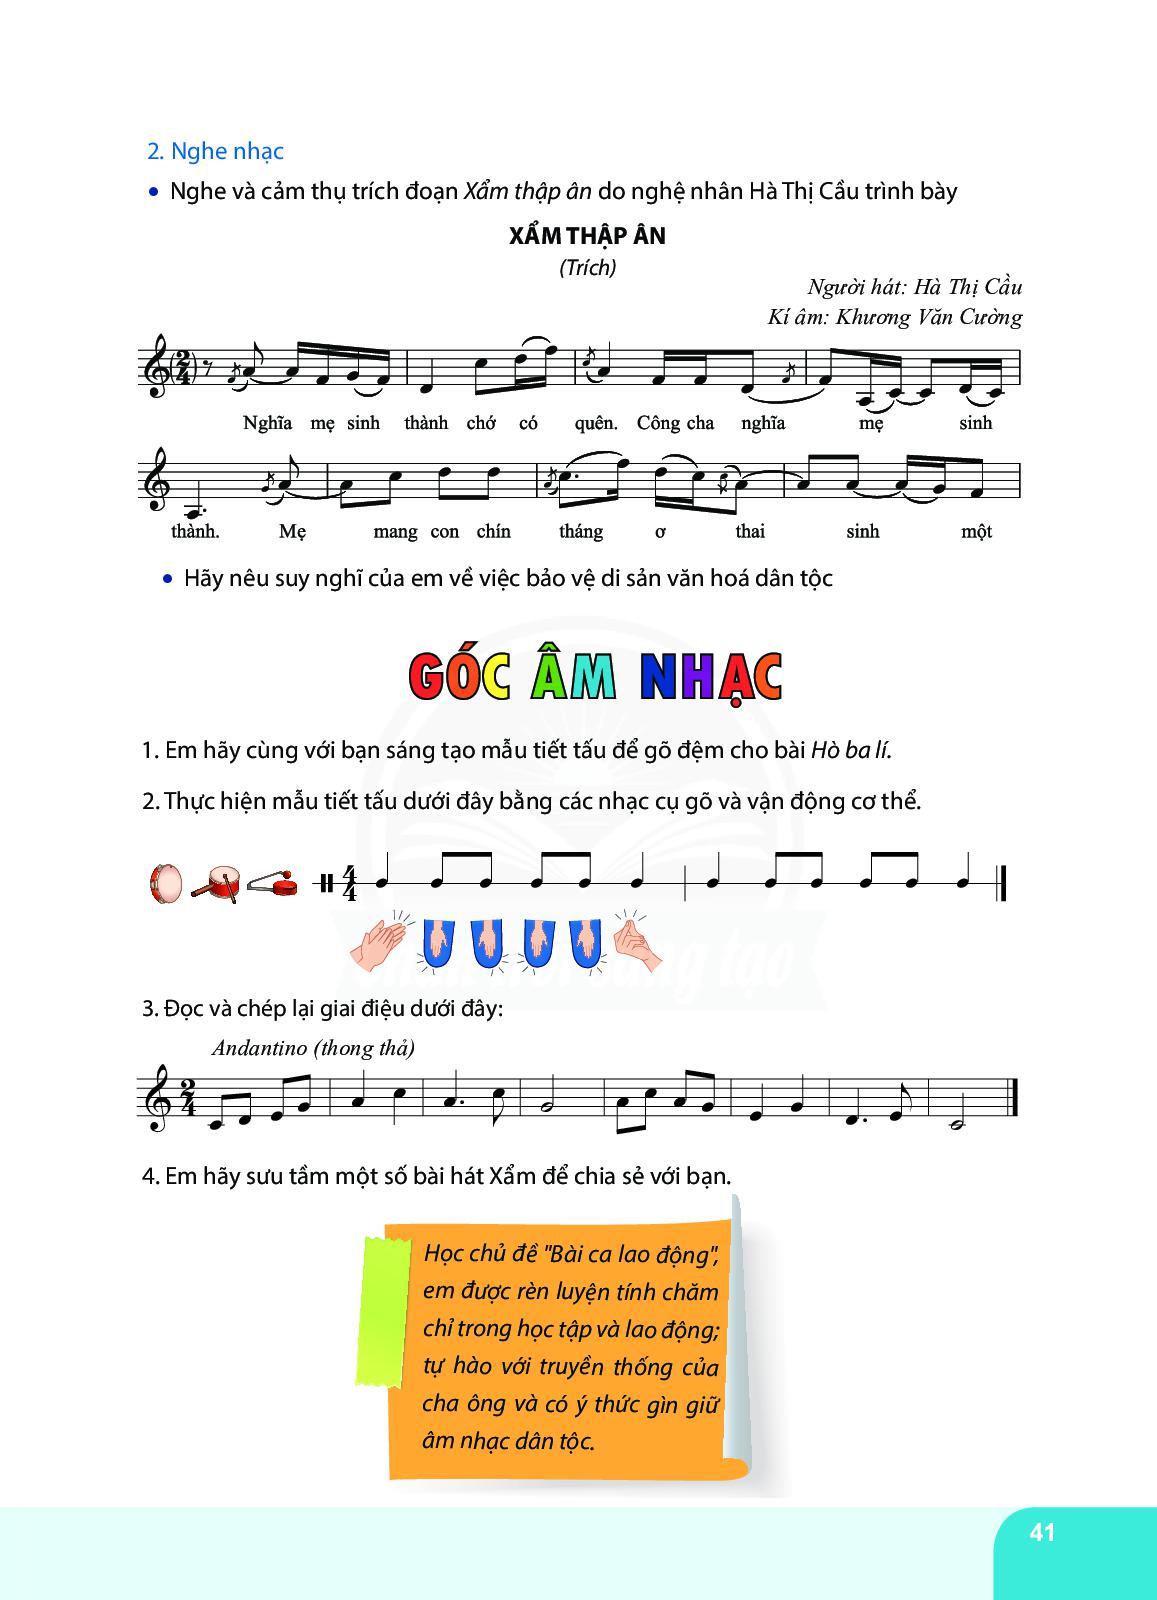 2. Nghe nhạc
• Nghe và cảm thụ trích đoạn Xẩm thập ân do nghệ nhân Hà Thị Cầu trình bày
XẨM THẬP ÂN
(Trích)
Người hát: Hà Thị Cầu
Kí âm: Khương Văn Cường
Nghĩa mẹ sinh thành chớ có quên. Công cha nghĩa mẹ sinh
thành. Mẹ mang con chín tháng ơ thai sinh một
• Hãy nêu suy nghĩ của em về việc bảo vệ di sản văn hoá dân tộc
GÓC ÂM NHẠC
1. Em hãy cùng với bạn sáng tạo mẫu tiết tấu để gõ đệm cho bài Hò ba lí.
2. Thực hiện mẫu tiết tấu dưới đây bằng các nhạc cụ gõ và vận động cơ thể.
4
4
3. Đọc và chép lại giai điệu dưới đây:
Andantino (thong thả)
2
4
4. Em hãy sưu tầm một số bài hát Xẩm để chia sẻ với bạn.
Học chủ đề "Bài ca lao động",
em được rèn luyện tính chăm
chỉ trong học tập và lao động;
tự hào với truyền thống của
cha ông và có ý thức gìn giữ
âm nhạc dân tộc.
41